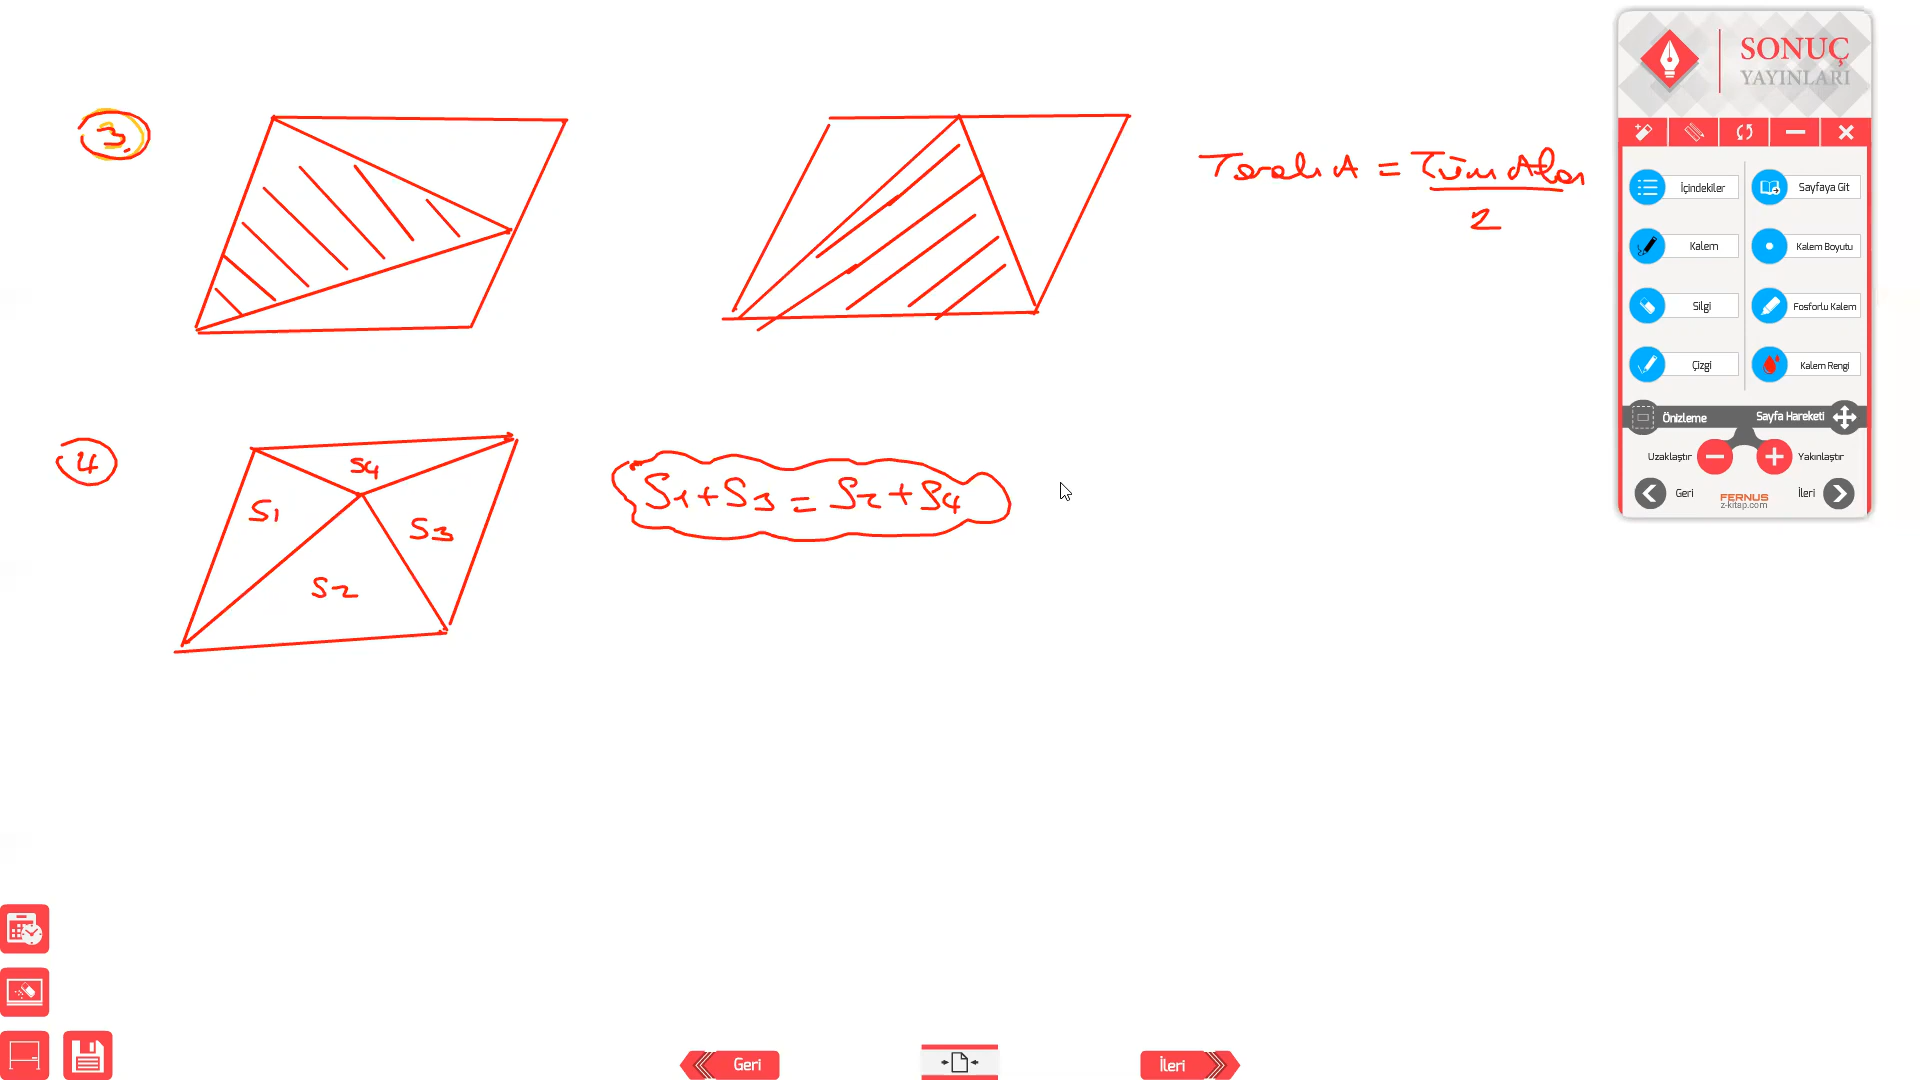 3
Taralı A = Tüm Alan
2
4
S4
S1
S3
S2
S1+S3 = S2+S4
SONUÇ
YAYINLARI
İçindekiler
Sayfaya Git
Kalem
Kalem Boyutu
Silgi
Fosforlu Kalem
Çizgi
Kalem Rengi
Önizleme
Sayfa Hareketi
Uzaklaştır
Yakınlaştır
Geri
FERNUS
z-kitap.com
İleri
Geri
İleri